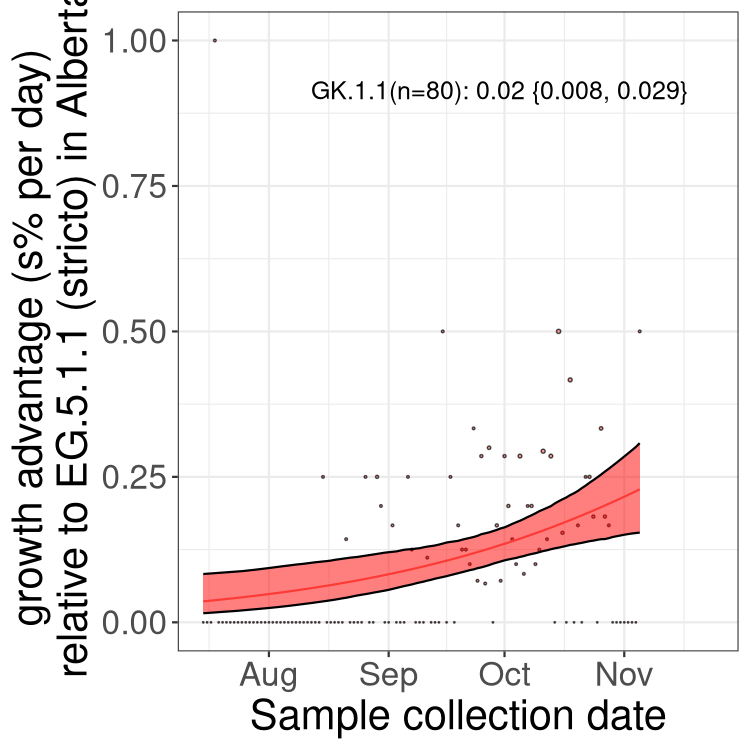 growth advantage (s% per day)
relative to EG.5.1.1 (stricto) in Alberta
1.00
0.75
0.50
0.25
0.00
GK.1.1(n=80): 0.02 {0.008, 0.029}
Aug Sep Oct Nov
Sample collection date